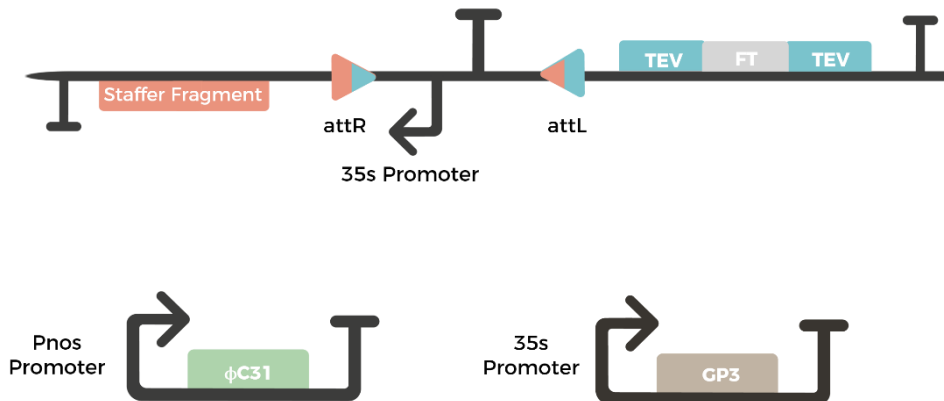 TEV FT TEV
Staffer Fragment
attR
attL
35s Promoter
Pnos
Promoter
ϕC31
35s
Promoter
GP3